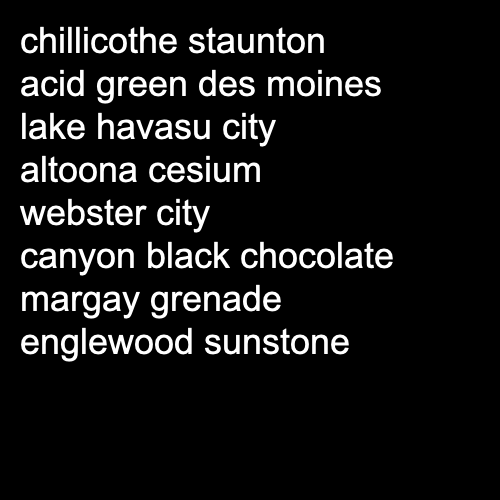 chillicothe staunton
acid green des moines
lake havasu city
altoona cesium
webster city
canyon black chocolate
margay grenade
englewood sunstone